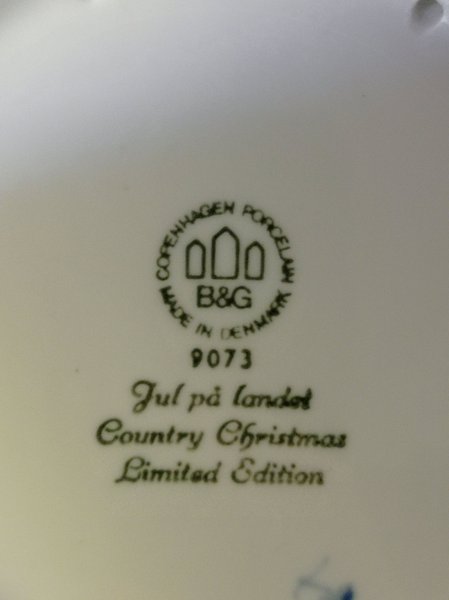 COPENHAGEN PORCELAIN
B&G
MADE IN DENMARK
9073
Jul på landet
Country Christmas
Limited Edition